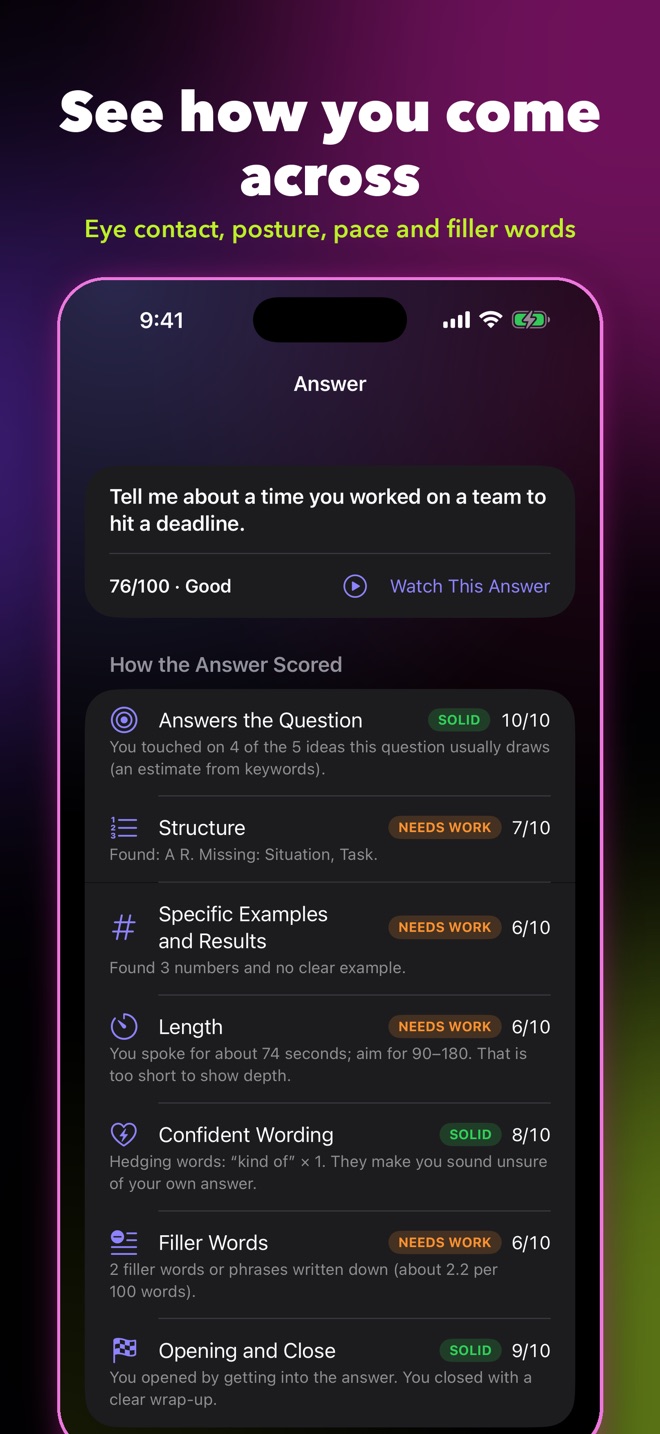 See how you come
across
Eye contact, posture, pace and filler words
9:41
Answer
Tell me about a time you worked on a team to
hit a deadline.
76/100 · Good
Watch This Answer
How the Answer Scored
Answers the Question
SOLID
10/10
You touched on 4 of the 5 ideas this question usually draws
(an estimate from keywords).
1
2
3
Structure
NEEDS WORK
7/10
Found: A R. Missing: Situation, Task.
#
Specific Examples
and Results
NEEDS WORK
6/10
Found 3 numbers and no clear example.
Length
NEEDS WORK
6/10
You spoke for about 74 seconds; aim for 90–180. That is
too short to show depth.
Confident Wording
SOLID
8/10
Hedging words: “kind of” × 1. They make you sound unsure
of your own answer.
Filler Words
NEEDS WORK
6/10
2 filler words or phrases written down (about 2.2 per
100 words).
Opening and Close
SOLID
9/10
You opened by getting into the answer. You closed with a
clear wrap-up.